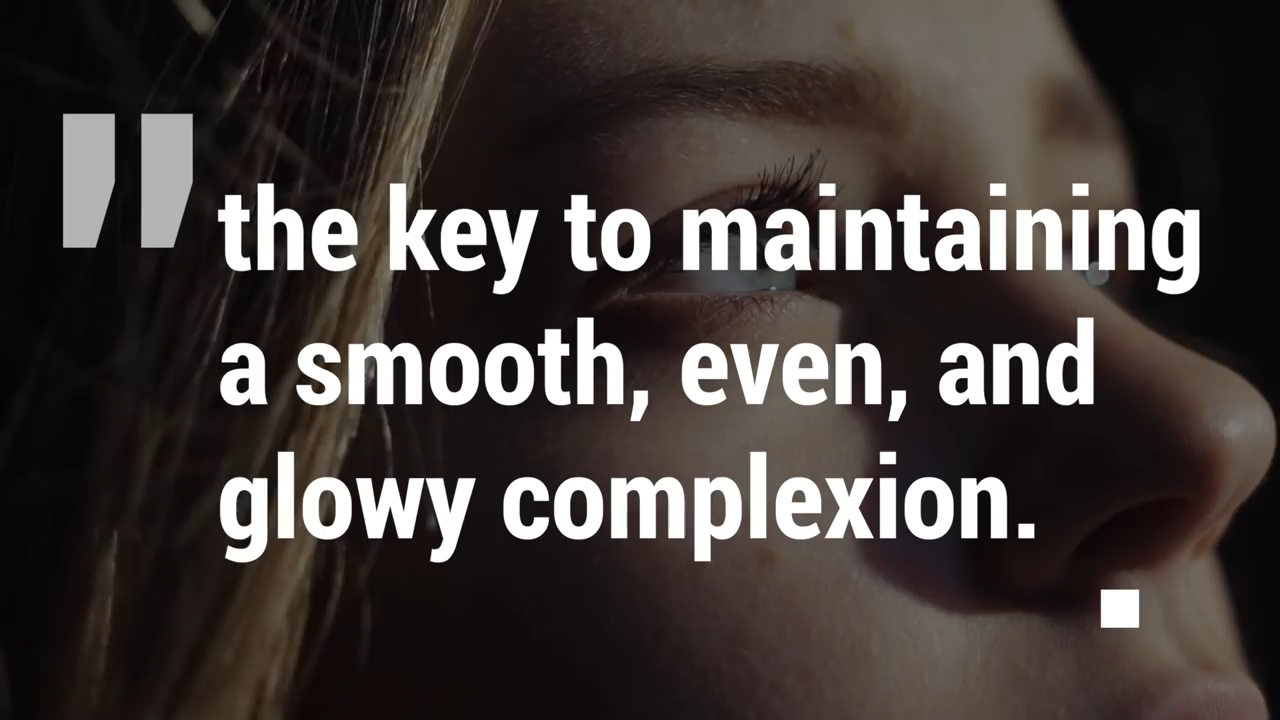 "the key to maintaining
a smooth, even, and
glowy complexion.